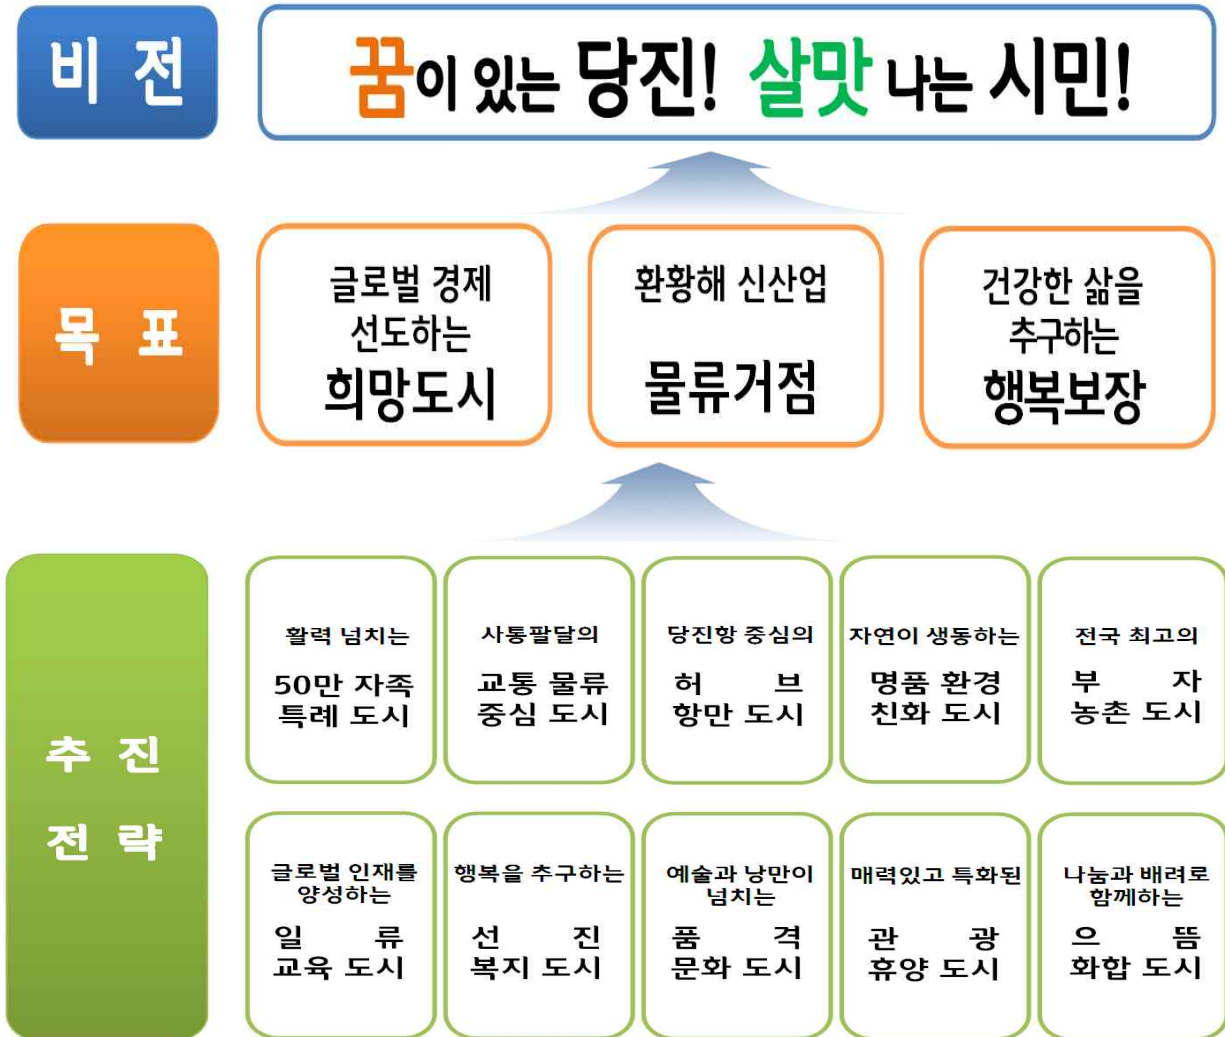 비 전
꿈이 있는 당진! 살맛 나는 시민!
목 표
글로벌 경제
선도하는
희망도시
환황해 신산업
물류거점
건강한 삶을
추구하는
행복보장
추 진
전 략
활력 넘치는
50만 자족
특례 도시
사통팔달의
교통 물류
중심 도시
당진항 중심의
허 브
항만 도시
자연이 생동하는
명품 환경
친화 도시
전국 최고의
부 자
농촌 도시
글로벌 인재를
양성하는
일 류
교육 도시
행복을 추구하는
선 진
복지 도시
예술과 낭만이
넘치는
품 격
문화 도시
매력있고 특화된
관 광
휴양 도시
나눔과 배려로
함께하는
으 뜸
화합 도시